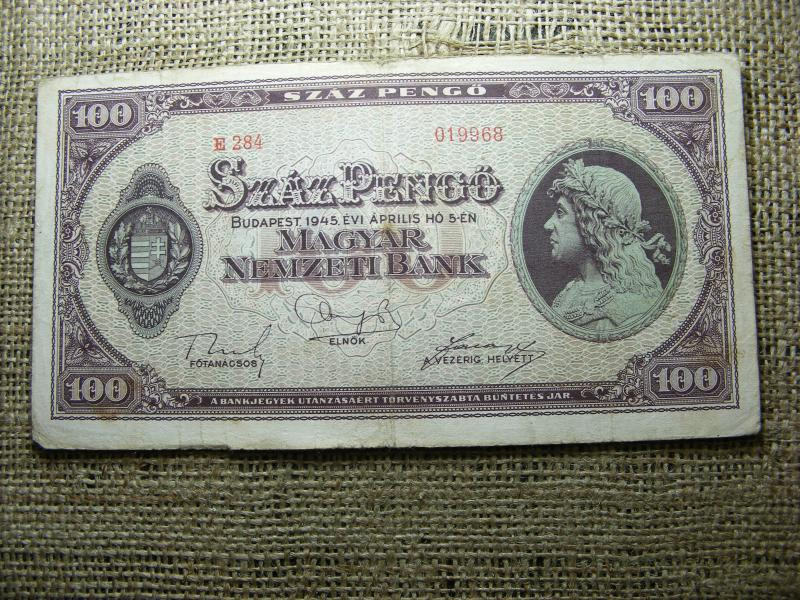 100 SZÁZ PENGŐ 100
E 284 019968
SZÁZ PENGŐ
BUDAPEST, 1945. ÉVI ÁPRILIS HÓ 5-ÉN
MAGYAR
NEMZETI BANK
FŐTANÁCSOS ELNÖK A VEZÉRIG. HELYETT
100 100
A BANKJEGYEK UTÁNZÁSÁÉRT TÖRVÉNYSZABTA BÜNTETÉS JÁR.